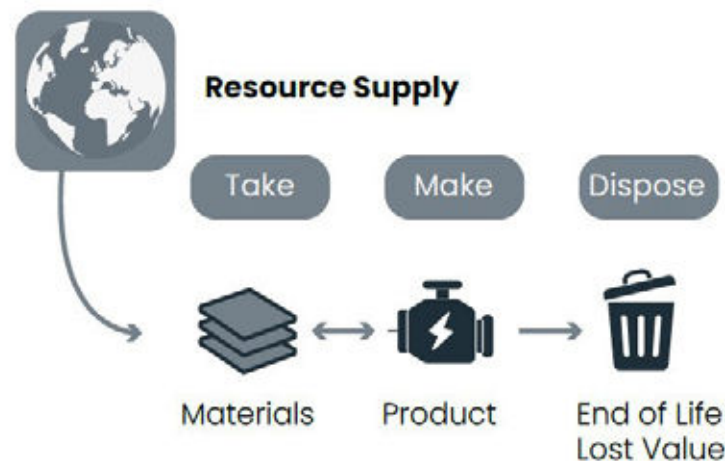 Resource Supply
Take
Make
Dispose
Materials
Product
End of Life
Lost Value